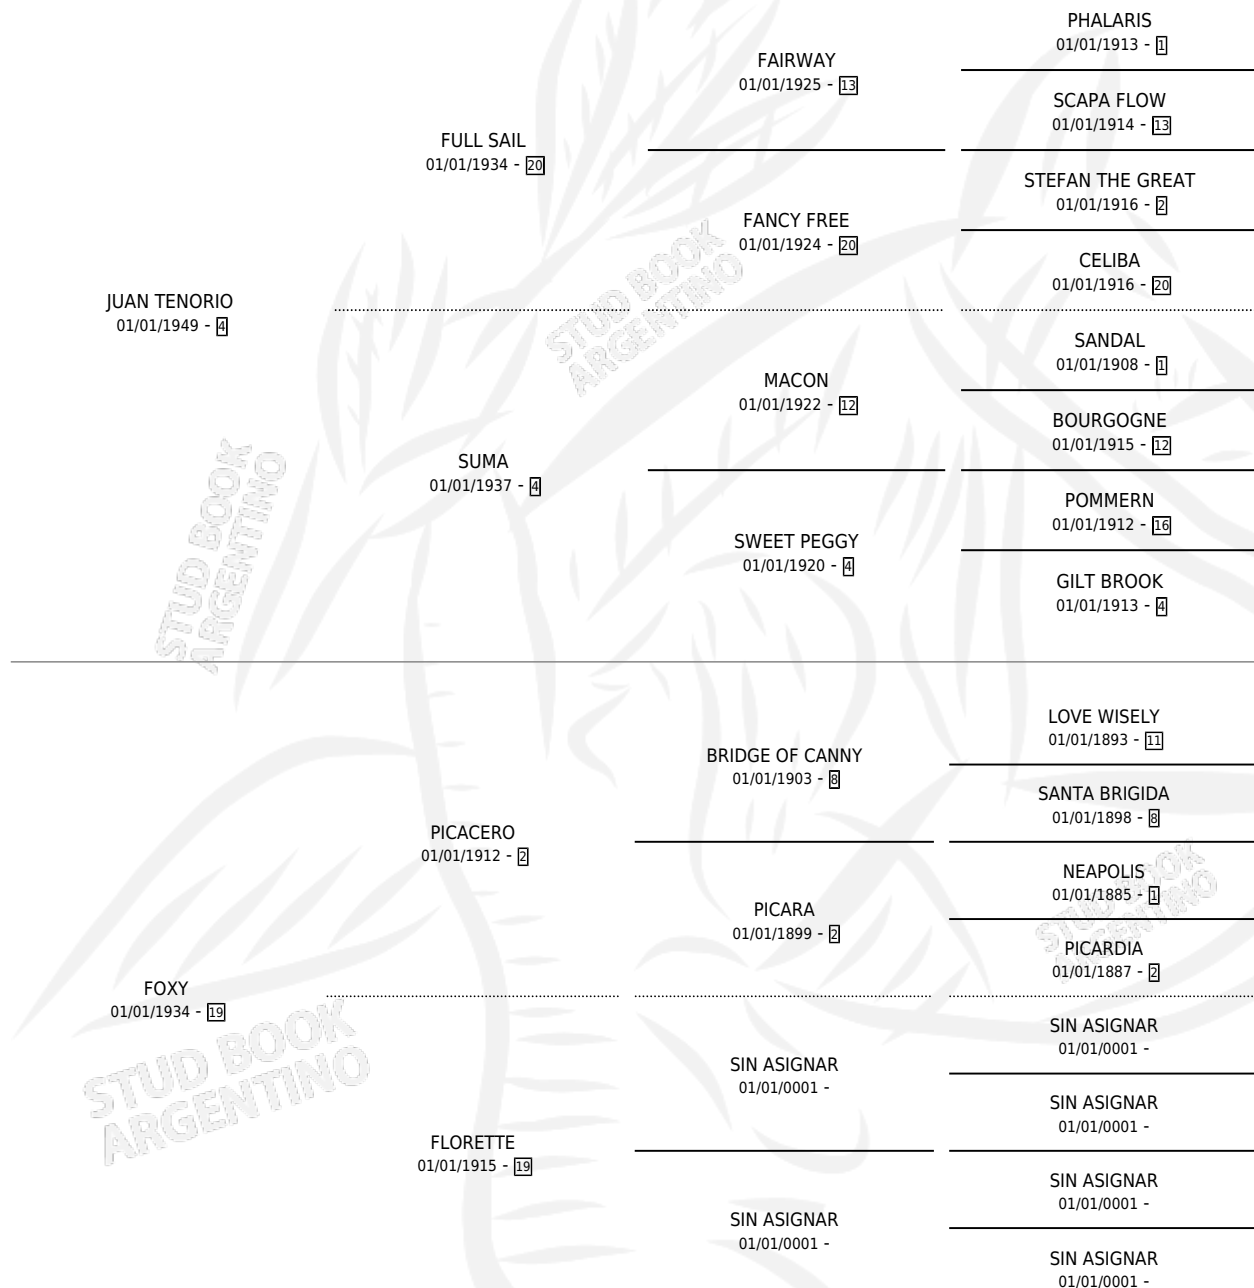 PHALARIS
01/01/1913 - 1
FAIRWAY
01/01/1925 - 13
SCAPA FLOW
01/01/1914 - 13
FULL SAIL
01/01/1934 - 20
STEFAN THE GREAT
01/01/1916 - 2
FANCY FREE
01/01/1924 - 20
CELIBA
01/01/1916 - 20
JUAN TENORIO
01/01/1949 - 4
STUD BOOK
ARGENTINO
SANDAL
01/01/1908 - 1
MACON
01/01/1922 - 12
BOURGOGNE
01/01/1915 - 12
SUMA
01/01/1937 - 4
POMMERN
01/01/1912 - 16
SWEET PEGGY
01/01/1920 - 4
GILT BROOK
01/01/1913 - 4
STUD BOOK
ARGENTINO
LOVE WISELY
01/01/1893 - 11
BRIDGE OF CANNY
01/01/1903 - 8
SANTA BRIGIDA
01/01/1898 - 8
PICACERO
01/01/1912 - 2
NEAPOLIS
01/01/1885 - 1
PICARA
01/01/1899 - 2
PICARDIA
01/01/1887 - 2
STUD BOOK
ARGENTINO
FOXY
01/01/1934 - 19
STUD BOOK
ARGENTINO
SIN ASIGNAR
01/01/0001 -
SIN ASIGNAR
01/01/0001 -
SIN ASIGNAR
01/01/0001 -
FLORETTE
01/01/1915 - 19
SIN ASIGNAR
01/01/0001 -
SIN ASIGNAR
01/01/0001 -
SIN ASIGNAR
01/01/0001 -